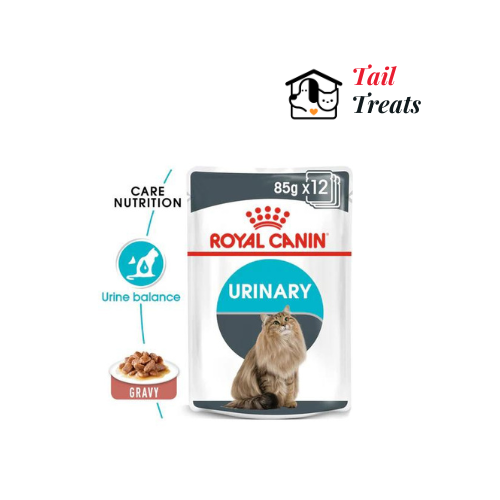 Tail
Treats
CARE
NUTRITION
Urine balance
GRAVY
85g x12
ROYAL CANIN
URINARY